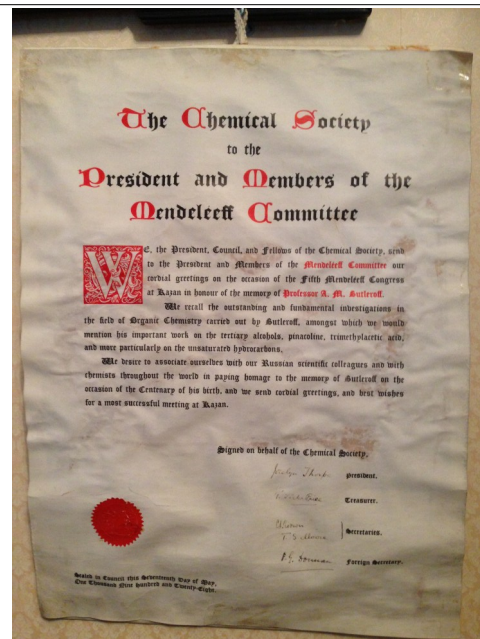 The Chemical Society
to the
President and Members of the
Mendeleeff Committee
WE, the President, Council, and Fellows of the Chemical Society, send
to the President and Members of the Mendeleeff Committee our
cordial greetings on the occasion of the Fifth Mendeleeff Congress
at Kazan in honour of the memory of Professor A. M. Butleroff.
We recall the outstanding and fundamental investigations in
the field of Organic Chemistry carried out by Butleroff, amongst which we would
mention his important work on the tertiary alcohols, pinacoline, trimethylacetic acid,
and more particularly on the unsaturated hydrocarbons.
We desire to associate ourselves with our Russian scientific colleagues and with
chemists throughout the world in paying homage to the memory of Butleroff on the
occasion of the Centenary of his birth, and we send cordial greetings, and best wishes
for a most successful meeting at Kazan.
Signed on behalf of the Chemical Society,
President.
Treasurer.
Secretaries.
Foreign Secretary.
Sealed in Council this Seventeenth Day of May,
One Thousand Nine Hundred and Twenty-Eight.